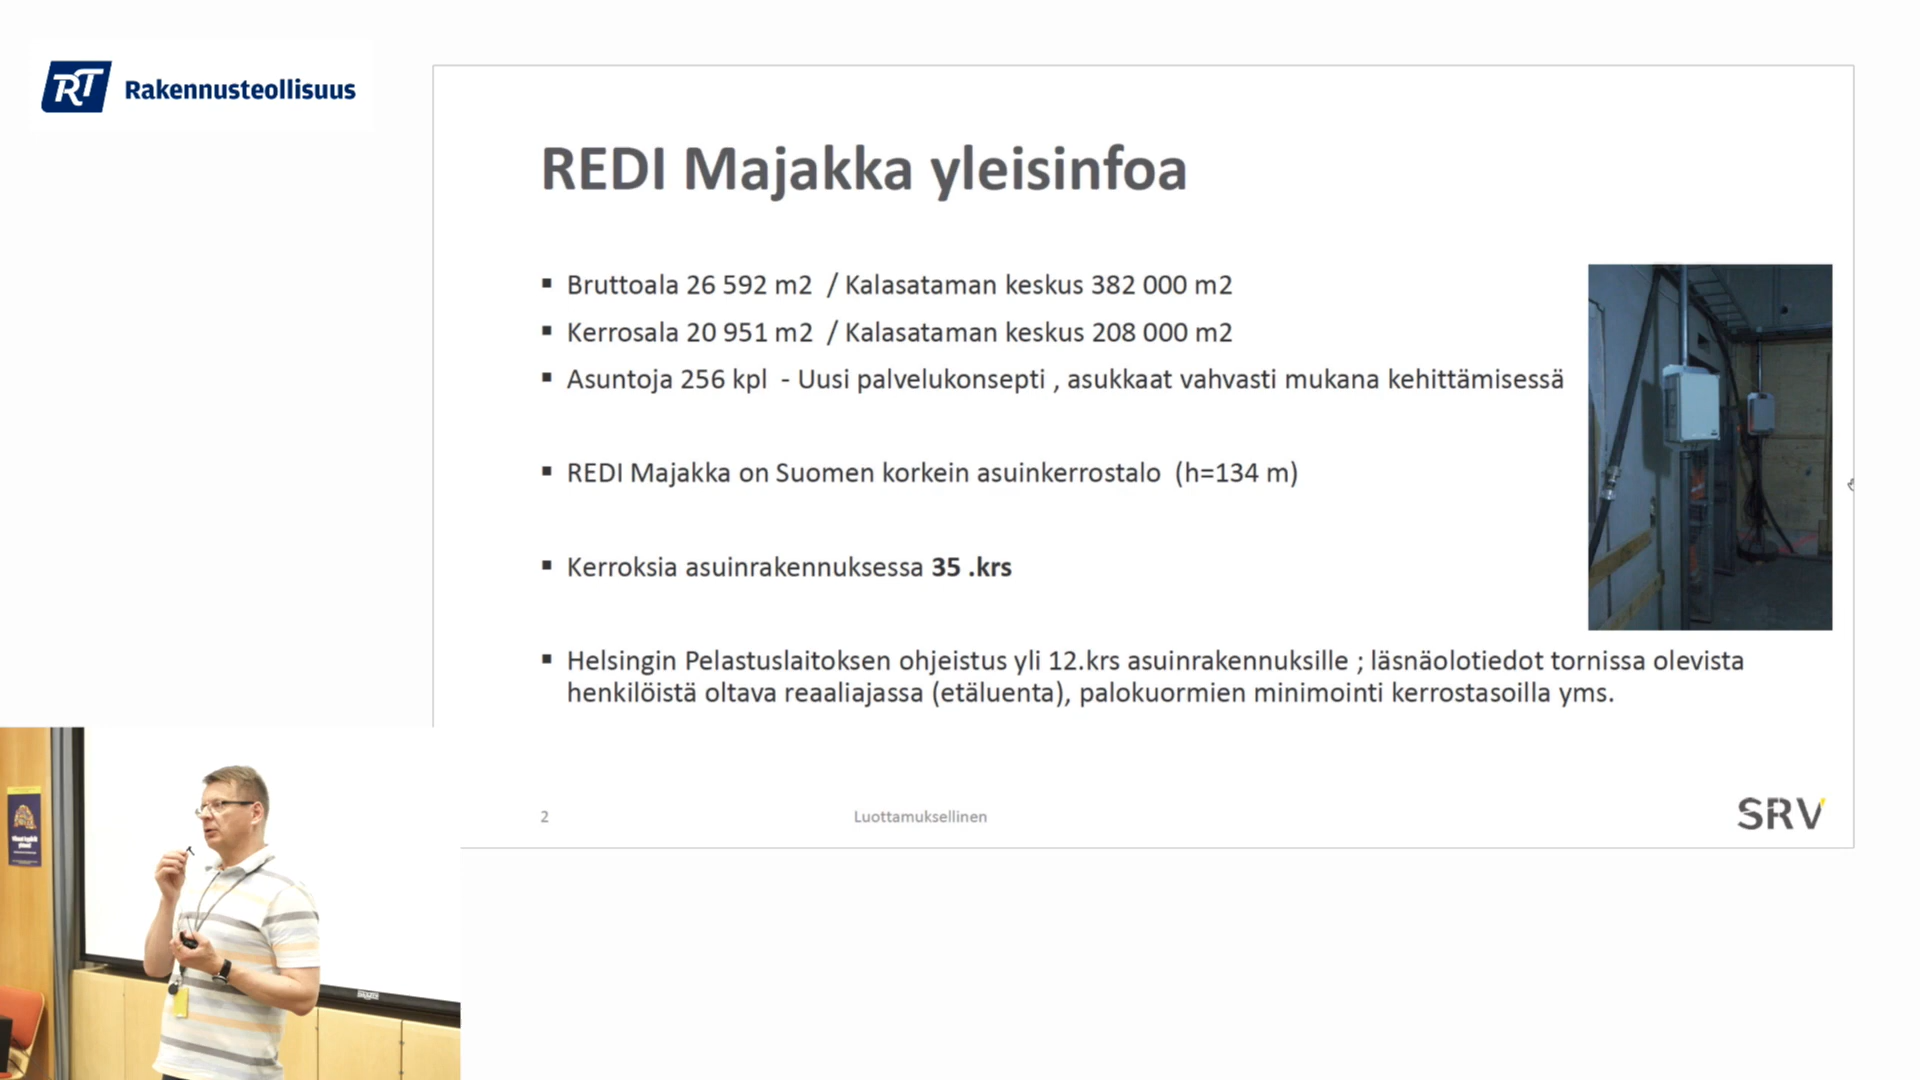 RT Rakennusteollisuus
REDI Majakka yleisinfoa
▪ Bruttoala 26 592 m2 / Kalasataman keskus 382 000 m2
▪ Kerrosala 20 951 m2 / Kalasataman keskus 208 000 m2
▪ Asuntoja 256 kpl - Uusi palvelukonsepti , asukkaat vahvasti mukana kehittämisessä
▪ REDI Majakka on Suomen korkein asuinkerrostalo (h=134 m)
▪ Kerroksia asuinrakennuksessa 35 .krs
▪ Helsingin Pelastuslaitoksen ohjeistus yli 12.krs asuinrakennuksille ; läsnäolotiedot tornissa olevista
henkilöistä oltava reaaliajassa (etäluenta), palokuormien minimointi kerrostasoilla yms.
2
Luottamuksellinen
SRV